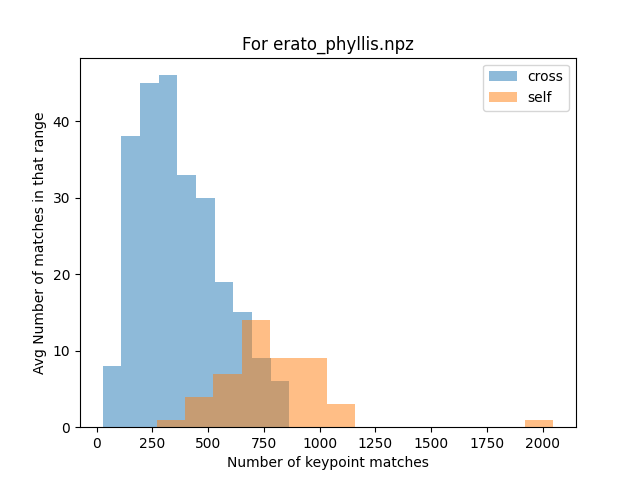 For erato_phyllis.npz
cross
self
Avg Number of matches in that range
40
30
20
10
0
0
250
500
750
1000
1250
1500
1750
2000
Number of keypoint matches